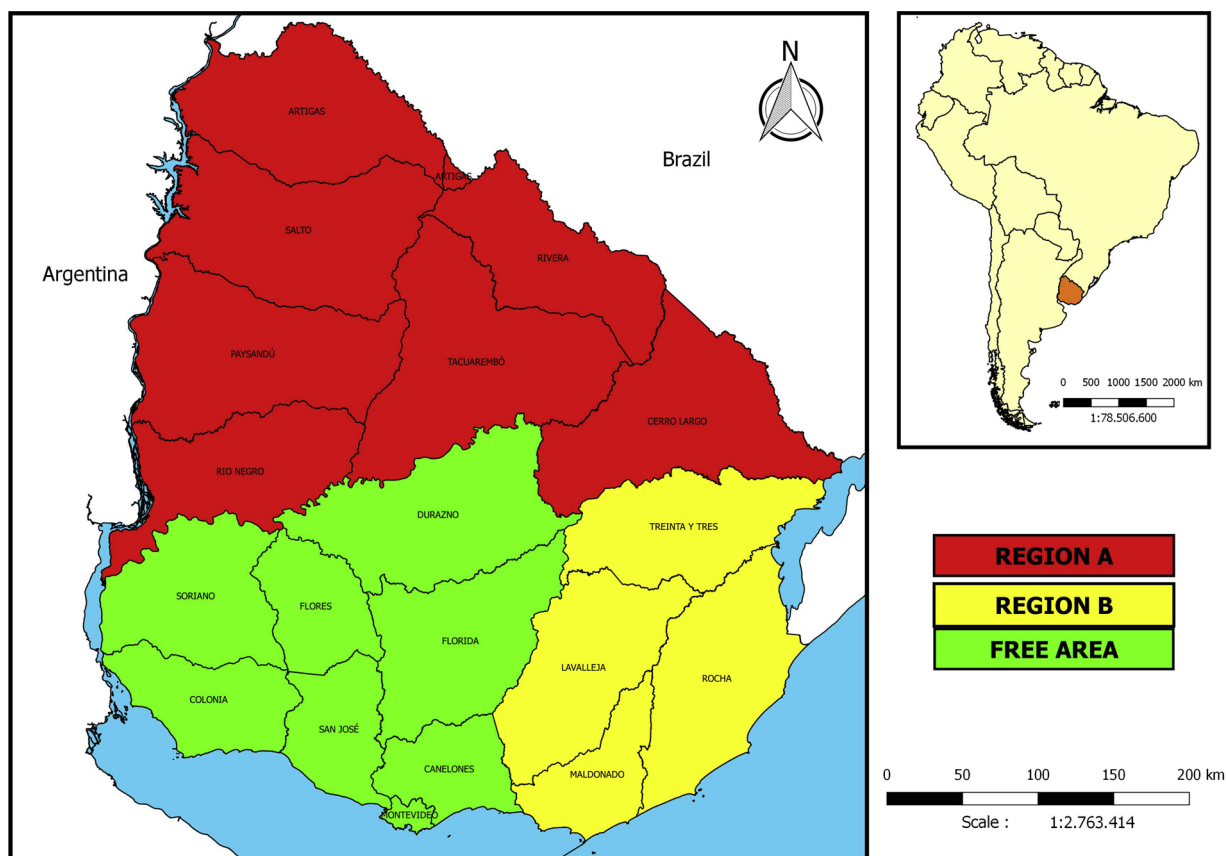 N
ARTIGAS
Brazil
ARTIGAS
SALTO
RIVERA
Argentina
PAYSANDÚ
TACUAREMBÓ
CERRO LARGO
RIO NEGRO
DURAZNO
TREINTA Y TRES
SORIANO
FLORES
FLORIDA
LAVALLEJA
ROCHA
COLONIA
SAN JOSÉ
CANELONES
MALDONADO
MONTEVIDEO
0 500 1000 1500 2000 km
1:78.506.600
REGION A
REGION B
FREE AREA
0 50 100 150 200 km
Scale : 1:2.763.414